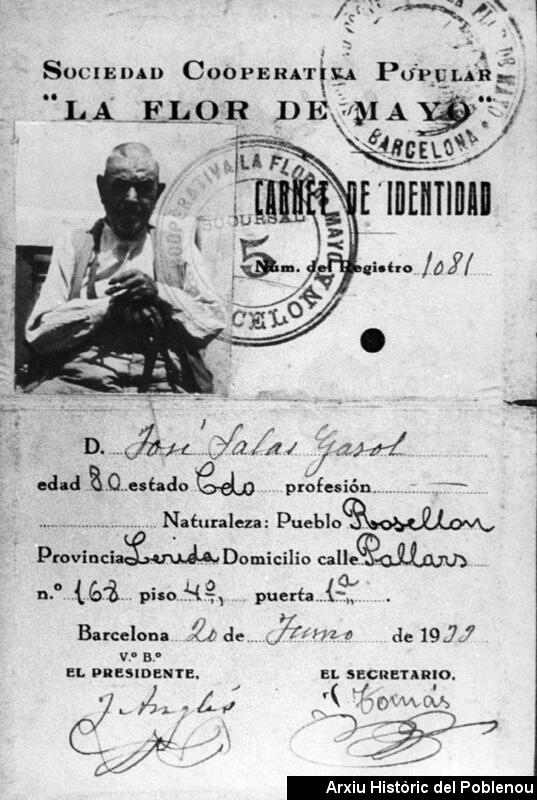 SOCIEDAD COOPERATIVA POPULAR
"LA FLOR DE MAYO"
BARCELONA
COOPERATIVA LA FLOR D MAYO
SUCURSAL
5
BARCELONA
CARNET DE IDENTIDAD
Núm. del Registro 1081
D. José Salas Gasol
edad 80 estado Cdo profesión —
Naturaleza: Pueblo Rosellon
Provincia Lerida Domicilio calle Pallars
n.º 168 piso 4º, puerta 1ª.
Barcelona 20 de Junio de 19
V.º B.º
EL PRESIDENTE, EL SECRETARIO.
J. Anglés Tomás
Arxiu Històric del Poblenou